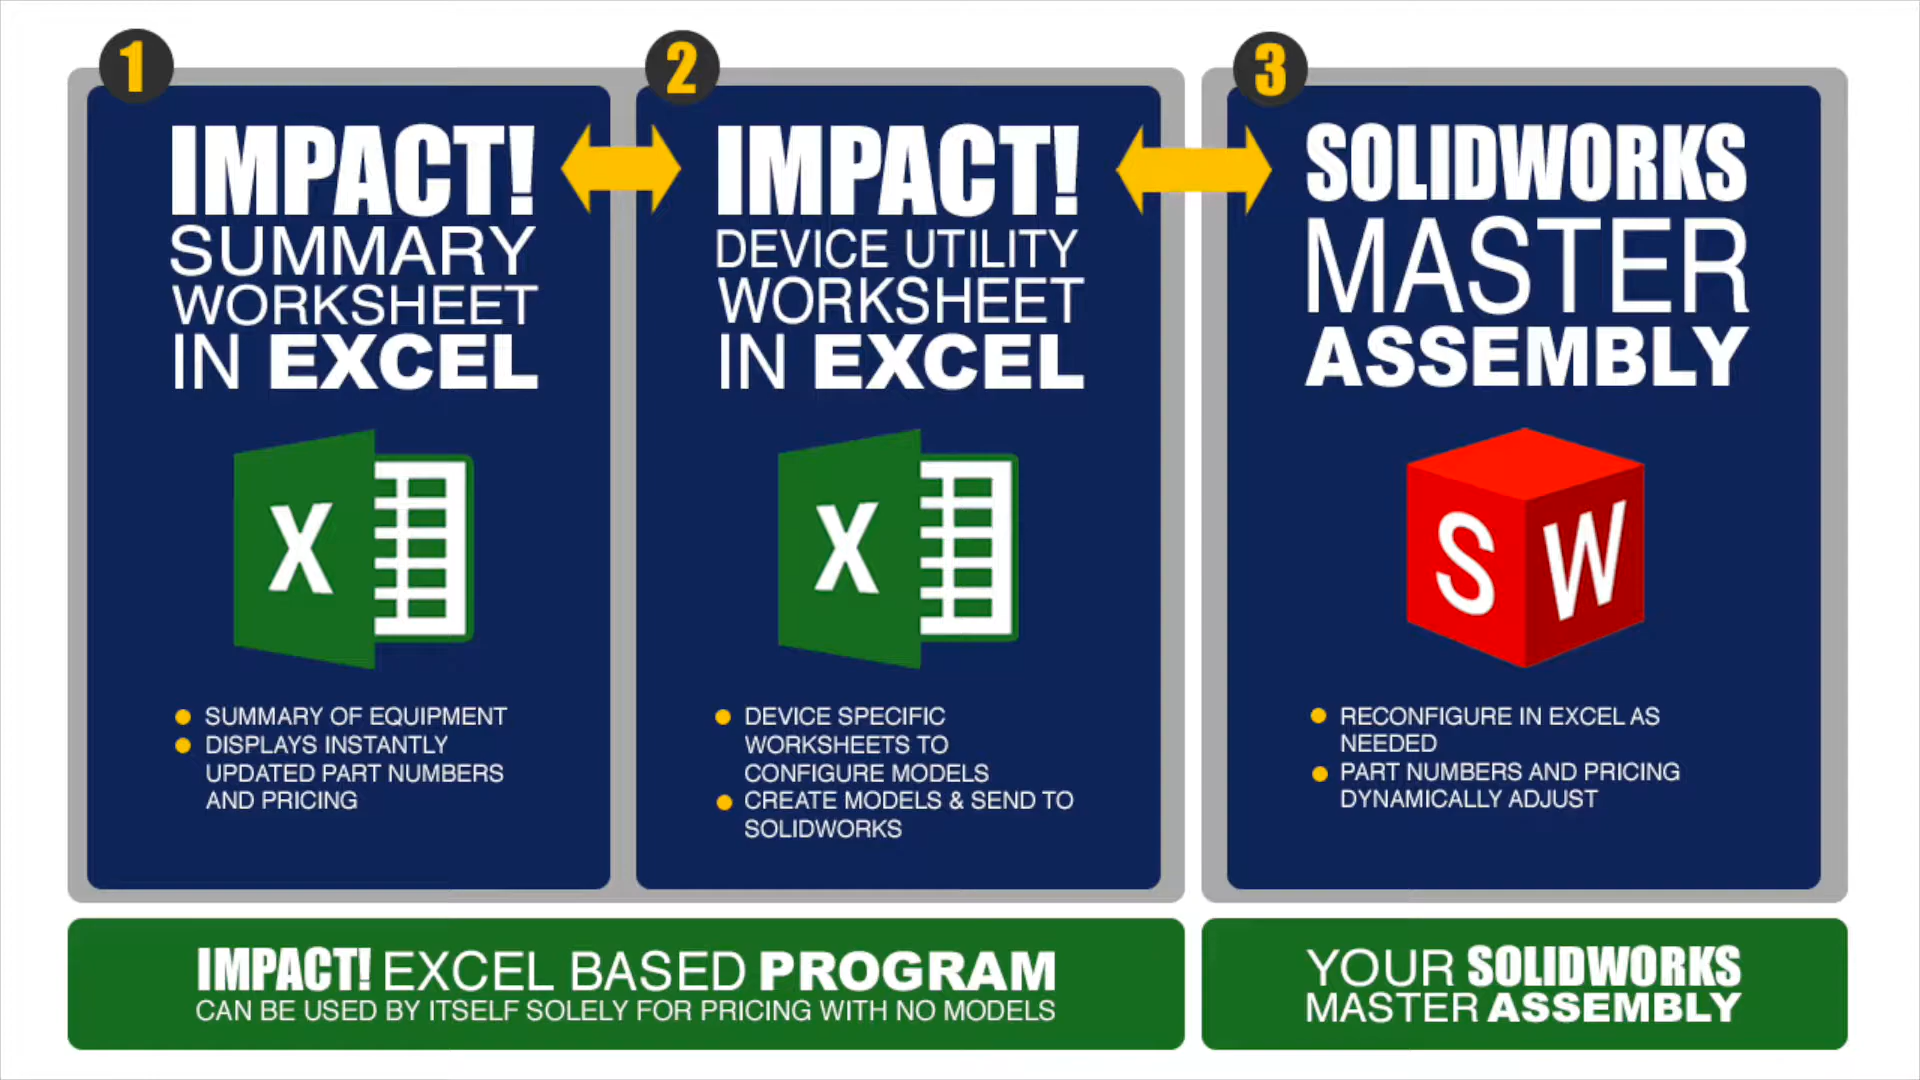 1
IMPACT!
SUMMARY
WORKSHEET
IN EXCEL
X
SUMMARY OF EQUIPMENT
DISPLAYS INSTANTLY
UPDATED PART NUMBERS
AND PRICING
2
IMPACT!
DEVICE UTILITY
WORKSHEET
IN EXCEL
X
DEVICE SPECIFIC
WORKSHEETS TO
CONFIGURE MODELS
CREATE MODELS & SEND TO
SOLIDWORKS
3
SOLIDWORKS
MASTER
ASSEMBLY
S W
RECONFIGURE IN EXCEL AS
NEEDED
PART NUMBERS AND PRICING
DYNAMICALLY ADJUST
IMPACT! EXCEL BASED PROGRAM
CAN BE USED BY ITSELF SOLELY FOR PRICING WITH NO MODELS
YOUR SOLIDWORKS
MASTER ASSEMBLY